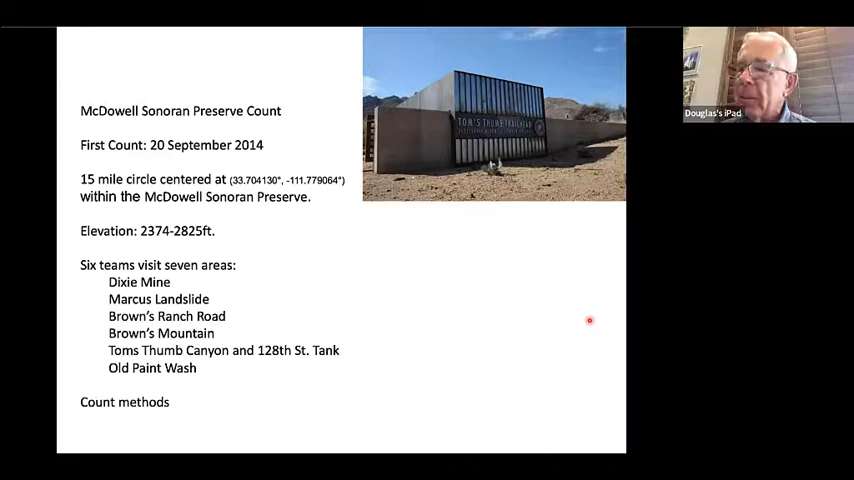 McDowell Sonoran Preserve Count
First Count: 20 September 2014
15 mile circle centered at (33.704130°, -111.779064°)
within the McDowell Sonoran Preserve.
Elevation: 2374-2825ft.
Six teams visit seven areas:
Dixie Mine
Marcus Landslide
Brown's Ranch Road
Brown's Mountain
Toms Thumb Canyon and 128th St. Tank
Old Paint Wash
Count methods
TOM'S THUMB TRAILHEAD
Douglas's iPad